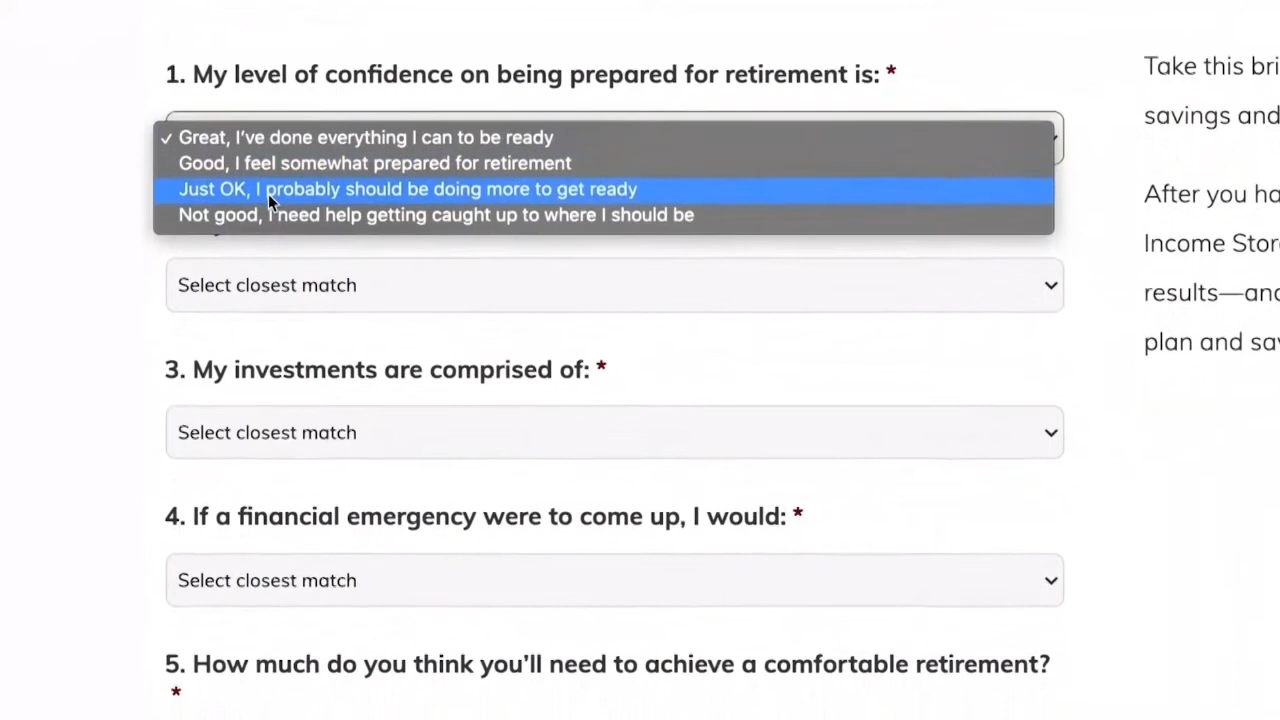 1. My level of confidence on being prepared for retirement is: *
✓ Great, I've done everything I can to be ready
Good, I feel somewhat prepared for retirement
Just OK, I probably should be doing more to get ready
Not good, I need help getting caught up to where I should be
Select closest match
3. My investments are comprised of: *
Select closest match
4. If a financial emergency were to come up, I would: *
Select closest match
5. How much do you think you'll need to achieve a comfortable retirement?
*
Take this
savings and
After you
Income
results—and
plan and